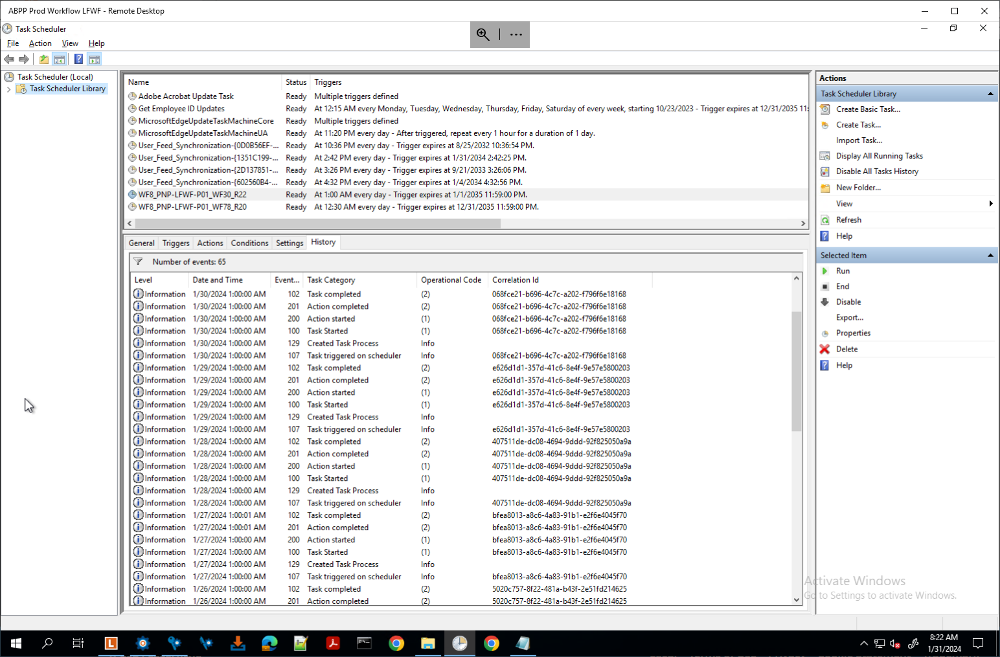 ABPP Prod Workflow LFWF - Remote Desktop
Task Scheduler
File Action View Help
Task Scheduler (Local)
Task Scheduler Library
Name Status Triggers
Adobe Acrobat Update Task Ready Multiple triggers defined
Get Employee ID Updates Ready At 12:15 AM every Monday, Tuesday, Wednesday, Thursday, Friday, Saturday of every week, starting 10/23/2023 - Trigger expires at 12/31/2035 11:
MicrosoftEdgeUpdateTaskMachineCore Ready Multiple triggers defined
MicrosoftEdgeUpdateTaskMachineUA Ready At 11:20 PM every day - After triggered, repeat every 1 hour for a duration of 1 day.
User_Feed_Synchronization-{0D0B56EF-... Ready At 10:36 PM every day - Trigger expires at 8/25/2032 10:36:54 PM.
User_Feed_Synchronization-{1351C199-... Ready At 2:42 PM every day - Trigger expires at 1/31/2034 2:42:25 PM.
User_Feed_Synchronization-{2D137851-... Ready At 3:26 PM every day - Trigger expires at 9/21/2033 3:26:06 PM.
User_Feed_Synchronization-{602560B4-... Ready At 4:32 PM every day - Trigger expires at 1/4/2034 4:32:56 PM.
WF8_PNP-LFWF-P01_WF30_R22 Ready At 1:00 AM every day - Trigger expires at 1/1/2035 11:59:00 PM.
WF8_PNP-LFWF-P01_WF78_R20 Ready At 12:30 AM every day - Trigger expires at 12/31/2035 11:59:00 PM.
General Triggers Actions Conditions Settings History
Number of events: 65
Level Date and Time Event... Task Category Operational Code Correlation Id
Information 1/30/2024 1:00:00 AM 102 Task completed (2) 068fce21-b696-4c7c-a202-f796f6e18168
Information 1/30/2024 1:00:00 AM 201 Action completed (2) 068fce21-b696-4c7c-a202-f796f6e18168
Information 1/30/2024 1:00:00 AM 200 Action started (1) 068fce21-b696-4c7c-a202-f796f6e18168
Information 1/30/2024 1:00:00 AM 100 Task Started (1) 068fce21-b696-4c7c-a202-f796f6e18168
Information 1/30/2024 1:00:00 AM 129 Created Task Process Info
Information 1/30/2024 1:00:00 AM 107 Task triggered on scheduler Info 068fce21-b696-4c7c-a202-f796f6e18168
Information 1/29/2024 1:00:00 AM 102 Task completed (2) e626d1d1-357d-41c6-8e4f-9e57e5800203
Information 1/29/2024 1:00:00 AM 201 Action completed (2) e626d1d1-357d-41c6-8e4f-9e57e5800203
Information 1/29/2024 1:00:00 AM 200 Action started (1) e626d1d1-357d-41c6-8e4f-9e57e5800203
Information 1/29/2024 1:00:00 AM 100 Task Started (1) e626d1d1-357d-41c6-8e4f-9e57e5800203
Information 1/29/2024 1:00:00 AM 129 Created Task Process Info
Information 1/29/2024 1:00:00 AM 107 Task triggered on scheduler Info e626d1d1-357d-41c6-8e4f-9e57e5800203
Information 1/28/2024 1:00:00 AM 102 Task completed (2) 407511de-dc08-4694-9ddd-92f825050a9a
Information 1/28/2024 1:00:00 AM 201 Action completed (2) 407511de-dc08-4694-9ddd-92f825050a9a
Information 1/28/2024 1:00:00 AM 200 Action started (1) 407511de-dc08-4694-9ddd-92f825050a9a
Information 1/28/2024 1:00:00 AM 100 Task Started (1) 407511de-dc08-4694-9ddd-92f825050a9a
Information 1/28/2024 1:00:00 AM 129 Created Task Process Info
Information 1/28/2024 1:00:00 AM 107 Task triggered on scheduler Info 407511de-dc08-4694-9ddd-92f825050a9a
Information 1/27/2024 1:00:01 AM 102 Task completed (2) bfea8013-a8c6-4a83-91b1-e2f6e4045f70
Information 1/27/2024 1:00:01 AM 201 Action completed (2) bfea8013-a8c6-4a83-91b1-e2f6e4045f70
Information 1/27/2024 1:00:00 AM 200 Action started (1) bfea8013-a8c6-4a83-91b1-e2f6e4045f70
Information 1/27/2024 1:00:00 AM 100 Task Started (1) bfea8013-a8c6-4a83-91b1-e2f6e4045f70
Information 1/27/2024 1:00:00 AM 129 Created Task Process Info
Information 1/27/2024 1:00:00 AM 107 Task triggered on scheduler Info bfea8013-a8c6-4a83-91b1-e2f6e4045f70
Information 1/26/2024 1:00:00 AM 102 Task completed (2) 5020c757-8f22-481a-b43f-2e51fd214625
Information 1/26/2024 1:00:00 AM 201 Action completed (2) 5020c757-8f22-481a-b43f-2e51fd214625
Actions
Task Scheduler Library
Create Basic Task...
Create Task...
Import Task...
Display All Running Tasks
Disable All Tasks History
New Folder...
View
Refresh
Help
Selected Item
Run
End
Disable
Export...
Properties
Delete
Help
Activate Windows
Go to Settings to activate Windows.
8:22 AM
1/31/2024